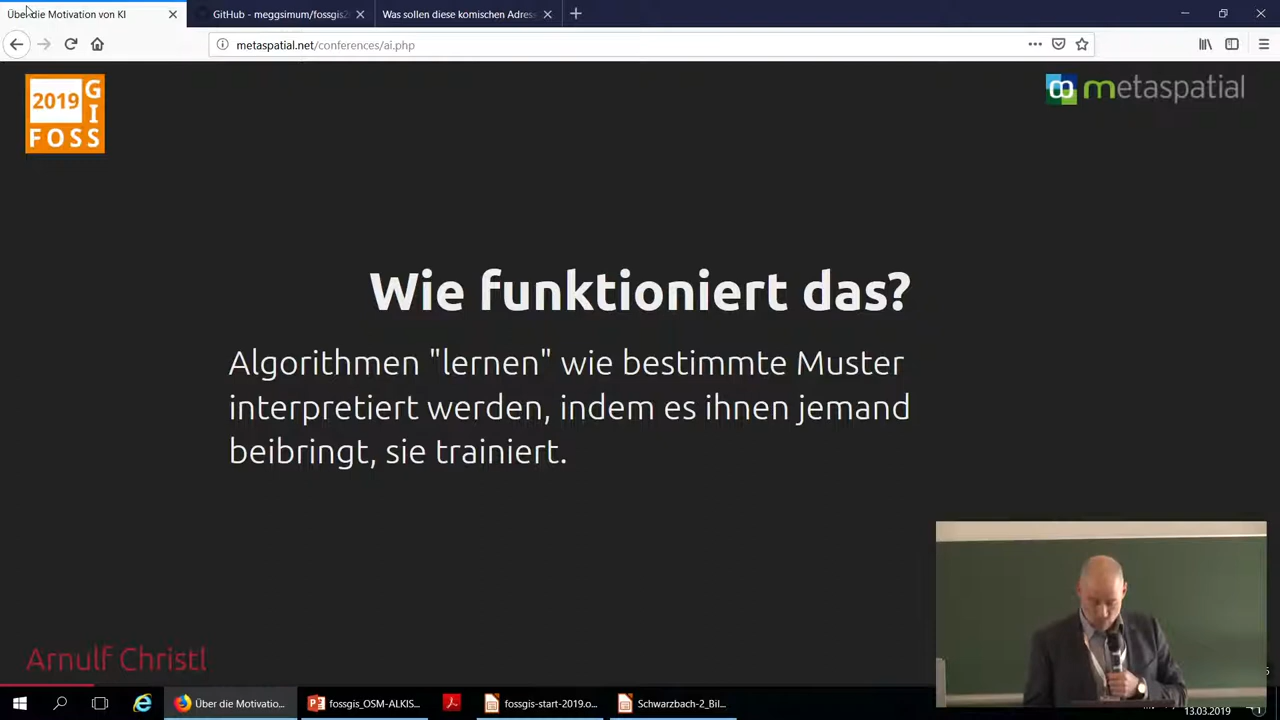 Über die Motivation von KI
GitHub - meggsimum/fossgis2
Was sollen diese komischen Adress
metaspatial.net/conferences/ai.php
2019
G
I
FOSS
metaspatial
Wie funktioniert das?
Algorithmen "lernen" wie bestimmte Muster
interpretiert werden, indem es ihnen jemand
beibringt, sie trainiert.
Arnulf Christl
Über die Motivatio...
fossgis_OSM-ALKIS...
fossgis-start-2019.o...
Schwarzbach-2_Bil...
13.03.2019